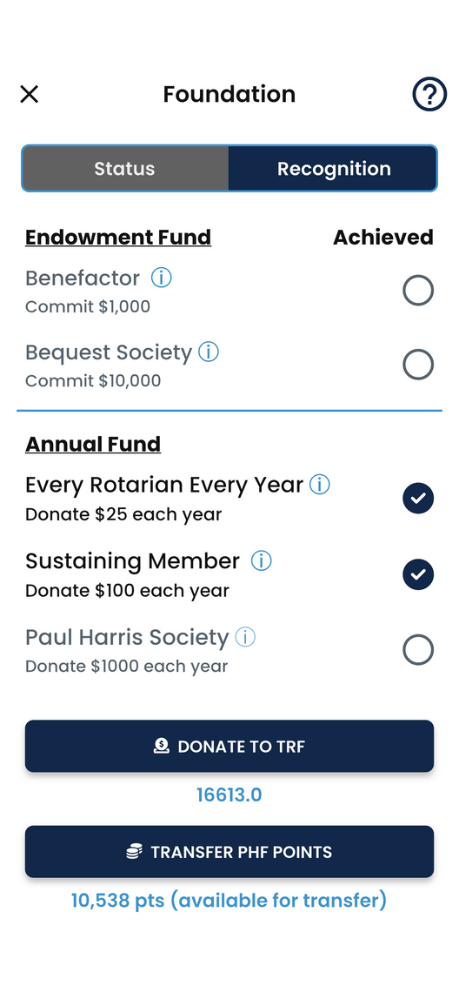 Foundation
Status
Recognition
Endowment Fund
Achieved
Benefactor
Commit $1,000
Bequest Society
Commit $10,000
Annual Fund
Every Rotarian Every Year
Donate $25 each year
Sustaining Member
Donate $100 each year
Paul Harris Society
Donate $1000 each year
DONATE TO TRF
16613.0
TRANSFER PHF POINTS
10,538 pts (available for transfer)